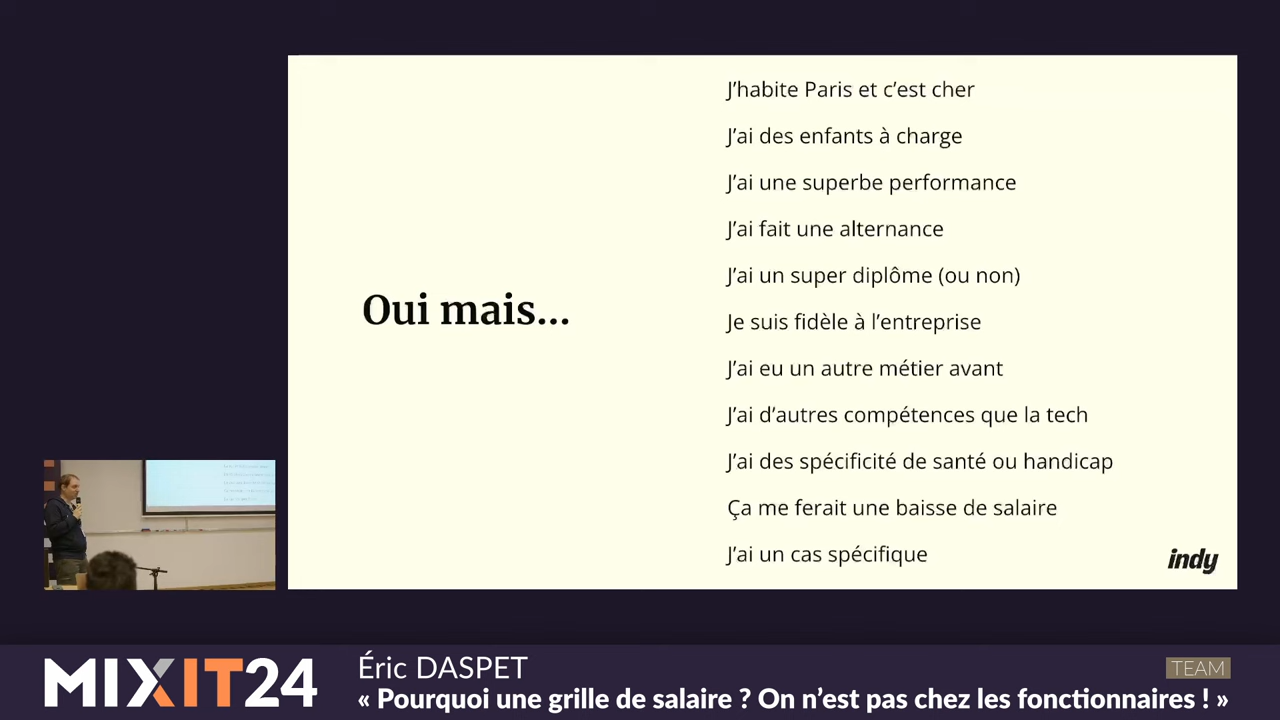 J'habite Paris et c'est cher
J'ai des enfants à charge
J'ai une superbe performance
J'ai fait une alternance
J'ai un super diplôme (ou non)
Oui mais...
Je suis fidèle à l'entreprise
J'ai eu un autre métier avant
J'ai d'autres compétences que la tech
J'ai des spécificité de santé ou handicap
Ça me ferait une baisse de salaire
J'ai un cas spécifique
indy
MIXIT24
Éric DASPET
TEAM
« Pourquoi une grille de salaire ? On n'est pas chez les fonctionnaires ! »